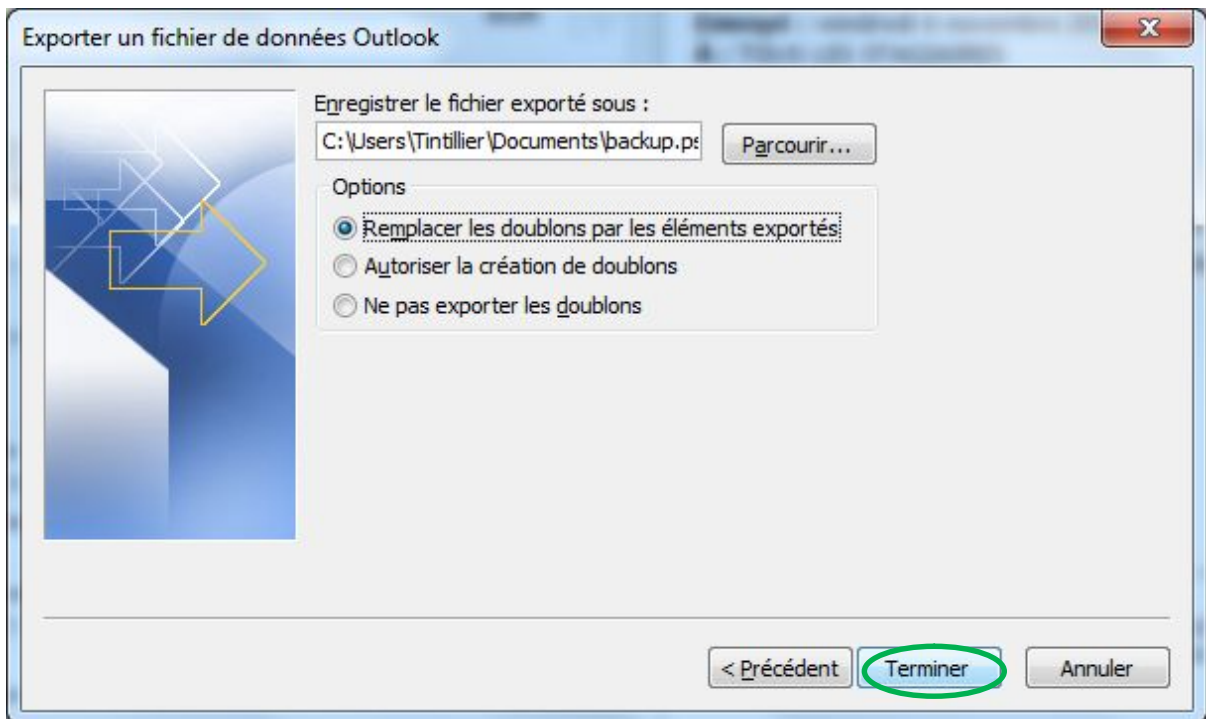 Exporter un fichier de données Outlook
Enregistrer le fichier exporté sous :
C:\Users\Tintillier\Documents\backup.ps
Parcourir...
Options
Remplacer les doublons par les éléments exportés
Autoriser la création de doublons
Ne pas exporter les doublons
< Précédent
Terminer
Annuler